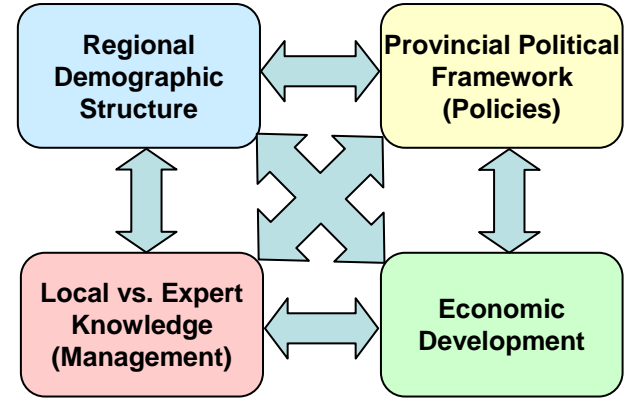 Regional
Demographic
Structure
Provincial Political
Framework
(Policies)
Local vs. Expert
Knowledge
(Management)
Economic
Development